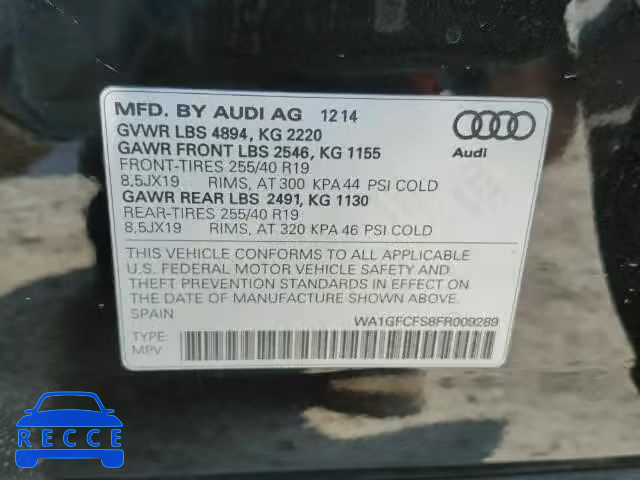 MFD. BY AUDI AG 12 14
GVWR LBS 4894, KG 2220
GAWR FRONT LBS 2546, KG 1155
FRONT-TIRES 255/40 R19
8,5JX19 RIMS, AT 300 KPA 44 PSI COLD
GAWR REAR LBS 2491, KG 1130
REAR-TIRES 255/40 R19
8,5JX19 RIMS, AT 320 KPA 46 PSI COLD
Audi
THIS VEHICLE CONFORMS TO ALL APPLICABLE
U.S. FEDERAL MOTOR VEHICLE SAFETY AND
THEFT PREVENTION STANDARDS IN EFFECT ON
THE DATE OF MANUFACTURE SHOWN ABOVE.
SPAIN
WA1GFCFS8FR009289
TYPE:
MPV
RECCE